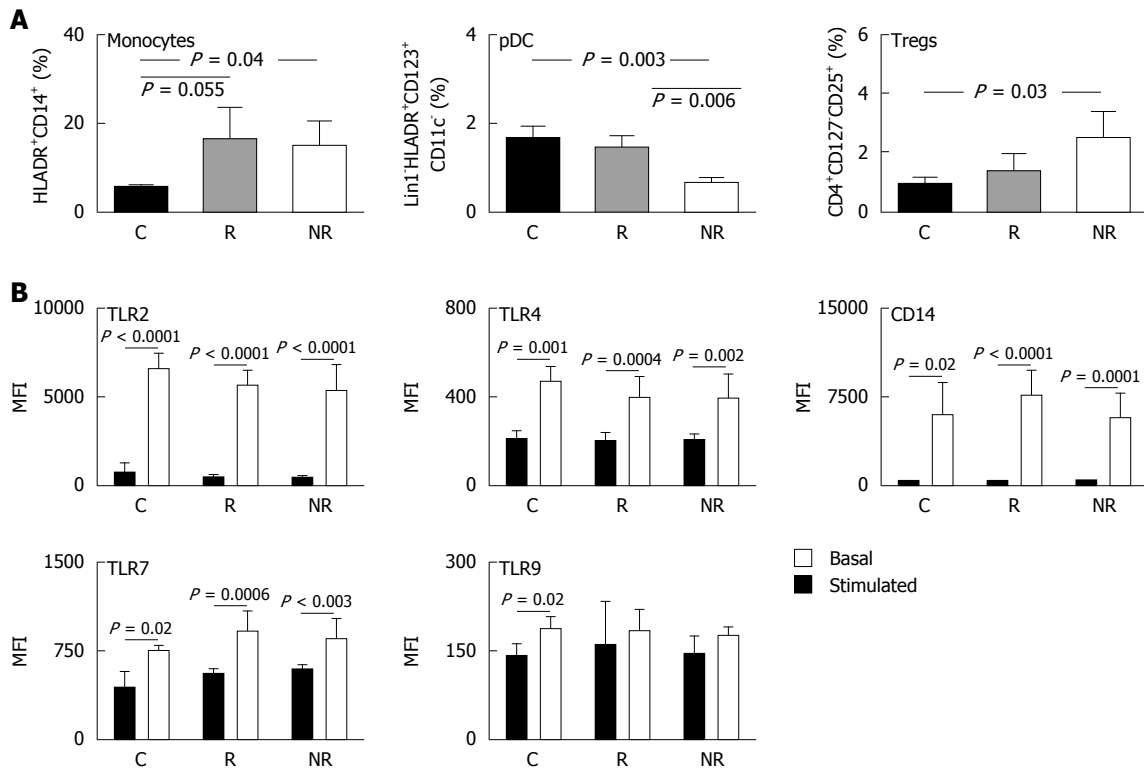 A
Monocytes
HLADR+CD14+ (%)
40
20
0
P = 0.04
P = 0.055
C R NR
pDC
Lin1-HLADR+CD123+
CD11c- (%)
4
2
0
P = 0.003
P = 0.006
C R NR
Tregs
CD4+CD127-CD25+ (%)
6
4
2
0
P = 0.03
C R NR
B
TLR2
MFI
10000
5000
0
P < 0.0001
P < 0.0001
P < 0.0001
C R NR
TLR4
MFI
800
400
0
P = 0.001
P = 0.0004
P = 0.002
C R NR
CD14
MFI
15000
7500
0
P = 0.02
P < 0.0001
P = 0.0001
C R NR
TLR7
MFI
1500
750
0
P = 0.02
P = 0.0006
P < 0.003
C R NR
TLR9
MFI
300
150
0
P = 0.02
C R NR
Basal
Stimulated